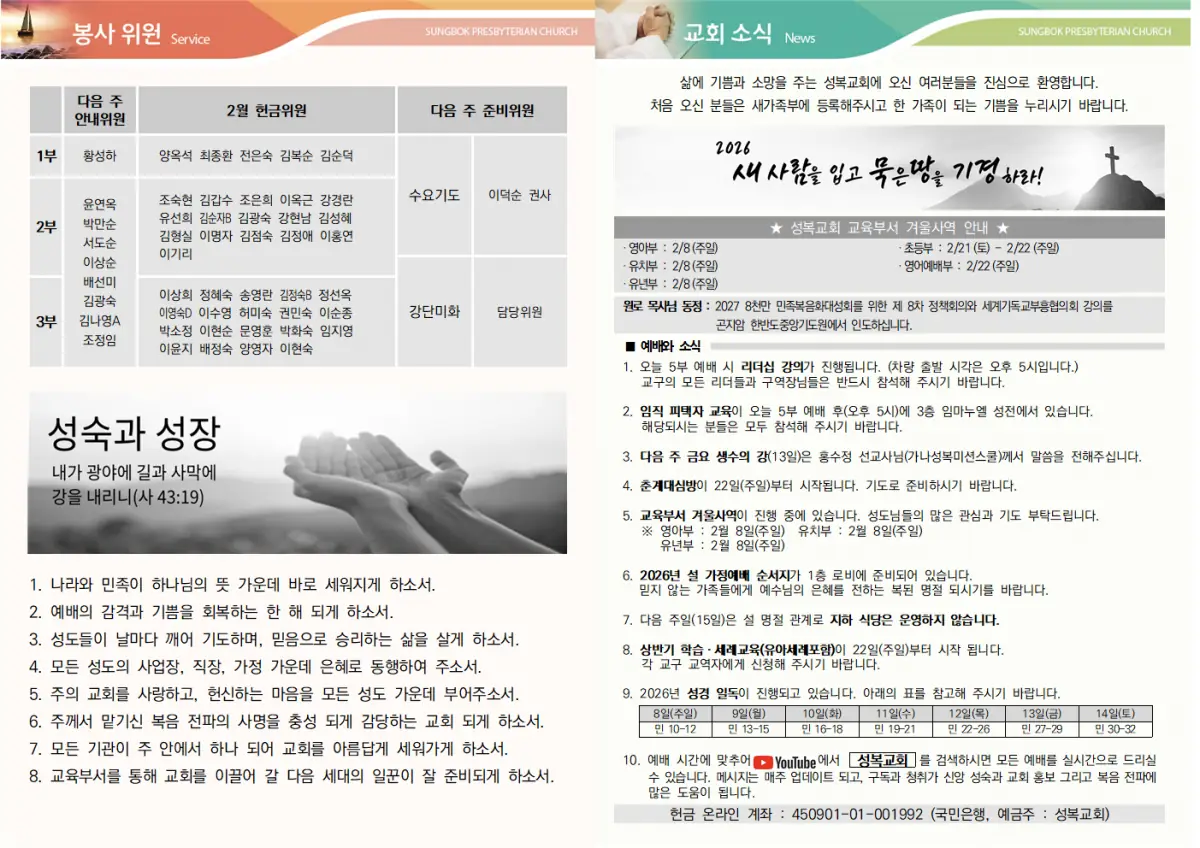 봉사 위원 Service
SUNGBOK PRESBYTERIAN CHURCH
다음 주
안내위원
2월 헌금위원
다음 주 준비위원
1부
황성하
양옥석 최종환 전은숙 김복순 김순덕
수요기도
이덕순 권사
2부
윤연옥
박만순
서도순
이상순
배선미
김광숙
김나영A
조정임
조숙현 김갑수 조은희 이옥근 강경란
유선희 김순자B 김광숙 강현남 김성혜
김형실 이명자 김점숙 김정애 이홍연
이기리
3부
이상희 정혜숙 송영란 김정숙B 정선옥
이영숙D 이수영 허미숙 권민숙 이순종
박소정 이현순 문영훈 박화숙 임지영
이윤지 배정숙 양영자 이현숙
강단미화
담당위원
성숙과 성장
내가 광야에 길과 사막에
강을 내리니(사 43:19)
1. 나라와 민족이 하나님의 뜻 가운데 바로 세워지게 하소서.
2. 예배의 감격과 기쁨을 회복하는 한 해 되게 하소서.
3. 성도들이 날마다 깨어 기도하며, 믿음으로 승리하는 삶을 살게 하소서.
4. 모든 성도의 사업장, 직장, 가정 가운데 은혜로 동행하여 주소서.
5. 주의 교회를 사랑하고, 헌신하는 마음을 모든 성도 가운데 부어주소서.
6. 주께서 맡기신 복음 전파의 사명을 충성 되게 감당하는 교회 되게 하소서.
7. 모든 기관이 주 안에서 하나 되어 교회를 아름답게 세워가게 하소서.
8. 교육부서를 통해 교회를 이끌어 갈 다음 세대의 일꾼이 잘 준비되게 하소서.
교회 소식 News
SUNGBOK PRESBYTERIAN CHURCH
삶에 기쁨과 소망을 주는 성복교회에 오신 여러분들을 진심으로 환영합니다.
처음 오신 분들은 새가족부에 등록해주시고 한 가족이 되는 기쁨을 누리시기 바랍니다.
2026
새 사람을 입고 묵은땅을 기경하라!
★ 성복교회 교육부서 겨울사역 안내 ★
· 영아부 : 2/8 (주일)
· 초등부 : 2/21 (토) - 2/22 (주일)
· 유치부 : 2/8 (주일)
· 영어예배부 : 2/22 (주일)
· 유년부 : 2/8 (주일)
원로 목사님 동정 : 2027 8천만 민족복음화대성회를 위한 제 8차 정책회의와 세계기독교부흥협의회 강의를
곤지암 한반도중앙기도원에서 인도하십니다.
■ 예배와 소식
1. 오늘 5부 예배 시 리더십 강의가 진행됩니다. (차량 출발 시각은 오후 5시입니다.)
교구의 모든 리더들과 구역장님들은 반드시 참석해 주시기 바랍니다.
2. 임직 피택자 교육이 오늘 5부 예배 후(오후 5시)에 3층 임마누엘 성전에서 있습니다.
해당되시는 분들은 모두 참석해 주시기 바랍니다.
3. 다음 주 금요 생수의 강(13일)은 홍수정 선교사님(가나성복미션스쿨)께서 말씀을 전해주십니다.
4. 춘계대심방이 22일(주일)부터 시작됩니다. 기도로 준비하시기 바랍니다.
5. 교육부서 겨울사역이 진행 중에 있습니다. 성도님들의 많은 관심과 기도 부탁드립니다.
※ 영아부 : 2월 8일(주일) 유치부 : 2월 8일(주일)
유년부 : 2월 8일(주일)
6. 2026년 설 가정예배 순서지가 1층 로비에 준비되어 있습니다.
믿지 않는 가족들에게 예수님의 은혜를 전하는 복된 명절 되시기를 바랍니다.
7. 다음 주일(15일)은 설 명절 관계로 지하 식당은 운영하지 않습니다.
8. 상반기 학습 · 세례교육(유아세례포함)이 22일(주일)부터 시작 됩니다.
각 교구 교역자에게 신청해 주시기 바랍니다.
9. 2026년 성경 일독이 진행되고 있습니다. 아래의 표를 참고해 주시기 바랍니다.
8일(주일) 9일(월) 10일(화) 11일(수) 12일(목) 13일(금) 14일(토)
민 10-12 민 13-15 민 16-18 민 19-21 민 22-26 민 27-29 민 30-32
10. 예배 시간에 맞추어 YouTube에서 성복교회 를 검색하시면 모든 예배를 실시간으로 드리실
수 있습니다. 메시지는 매주 업데이트 되고, 구독과 청취가 신앙 성숙과 교회 홍보 그리고 복음 전파에
많은 도움이 됩니다.
헌금 온라인 계좌 : 450901-01-001992 (국민은행, 예금주 : 성복교회)